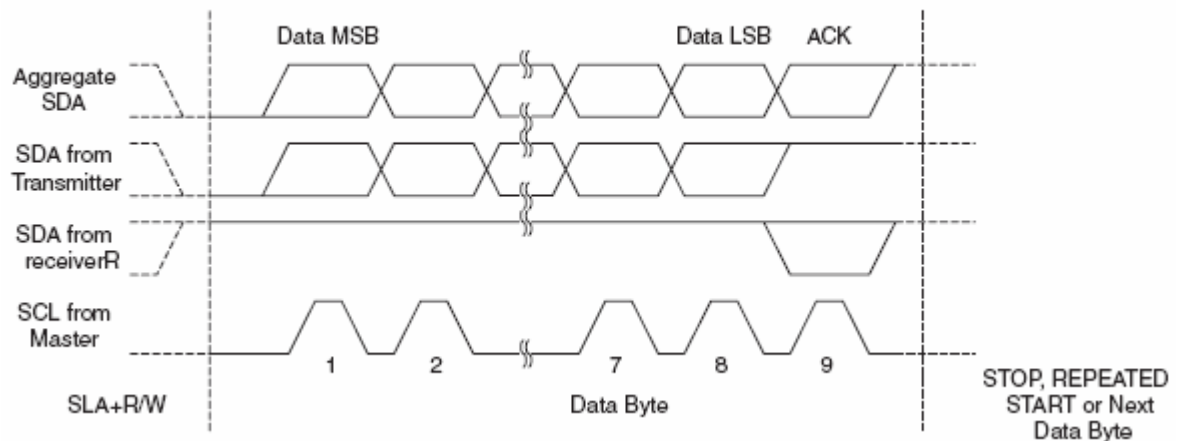 Data MSB
Data LSB
ACK
Aggregate
SDA
SDA from
Transmitter
SDA from
receiverR
SCL from
Master
1
2
7
8
9
SLA+R/W
Data Byte
STOP, REPEATED
START or Next
Data Byte